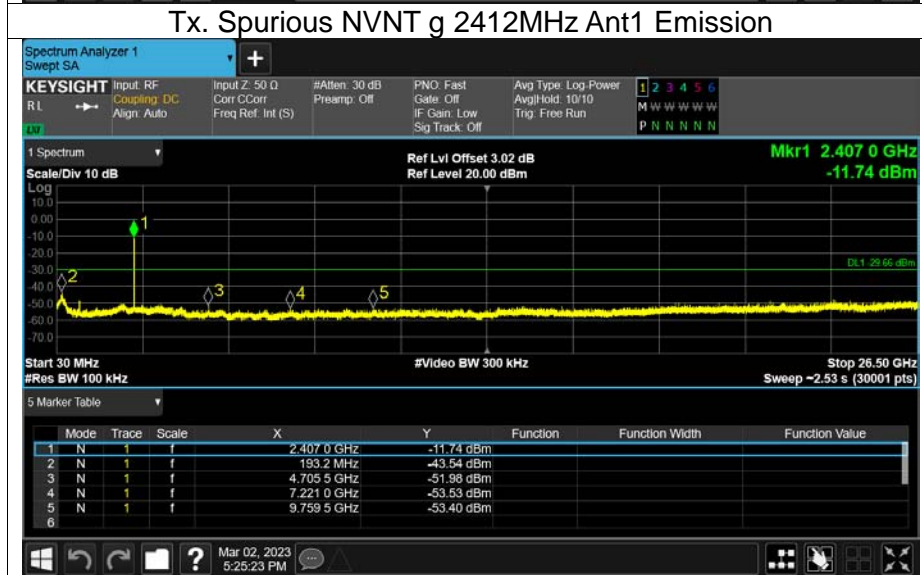 Tx. Spurious NVNT g 2412MHz Ant1 Emission
Spectrum Analyzer 1
Swept SA
+
KEYSIGHT
RL
LXI
Input: RF
Coupling: DC
Align: Auto
Input Z: 50 Ω
Corr CCorr
Freq Ref: Int (S)
#Atten: 30 dB
Preamp: Off
PNO: Fast
Gate: Off
IF Gain: Low
Sig Track: Off
Avg Type: Log-Power
Avg|Hold: 10/10
Trig: Free Run
1 2 3 4 5 6
M W W W W W
P N N N N N
1 Spectrum
Scale/Div 10 dB
Ref Lvl Offset 3.02 dB
Ref Level 20.00 dBm
Mkr1 2.407 0 GHz
-11.74 dBm
Log
10.0
0.00
-10.0
-20.0
-30.0
-40.0
-50.0
-60.0
-70.0
1
2
3
4
5
DL1 -29.66 dBm
Start 30 MHz
#Res BW 100 kHz
#Video BW 300 kHz
Stop 26.50 GHz
Sweep ~2.53 s (30001 pts)
5 Marker Table
Mode Trace Scale X Y Function Function Width Function Value
1 N 1 f 2.407 0 GHz -11.74 dBm
2 N 1 f 193.2 MHz -43.54 dBm
3 N 1 f 4.705 5 GHz -51.98 dBm
4 N 1 f 7.221 0 GHz -53.53 dBm
5 N 1 f 9.759 5 GHz -53.40 dBm
6
?
Mar 02, 2023
5:25:23 PM